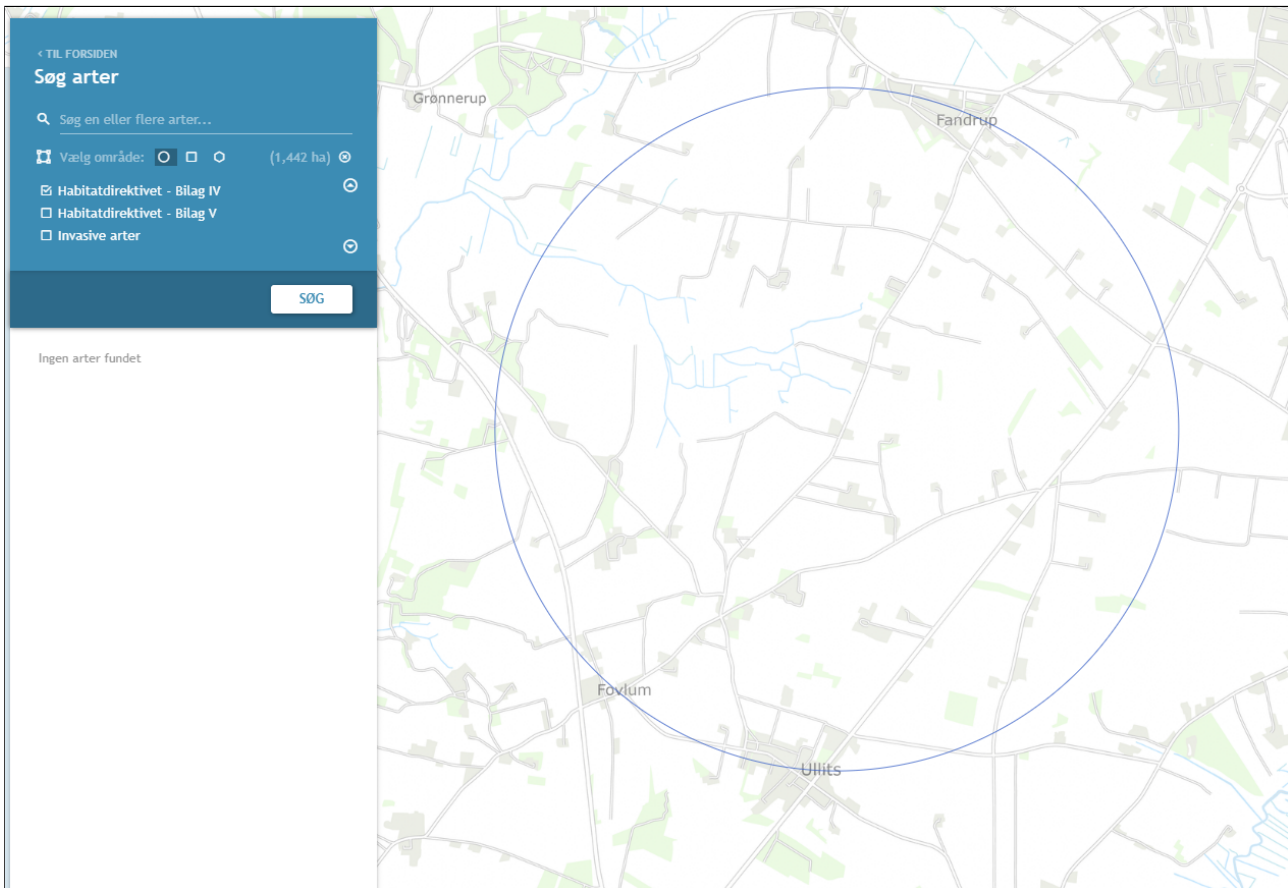 < TIL FORSIDEN
Søg arter
Søg en eller flere arter...
Vælg område: (1,442 ha)
Habitatdirektivet - Bilag IV
Habitatdirektivet - Bilag V
Invasive arter
SØG
Ingen arter fundet
Grønnerup
Fandrup
Fovlum
Ullits